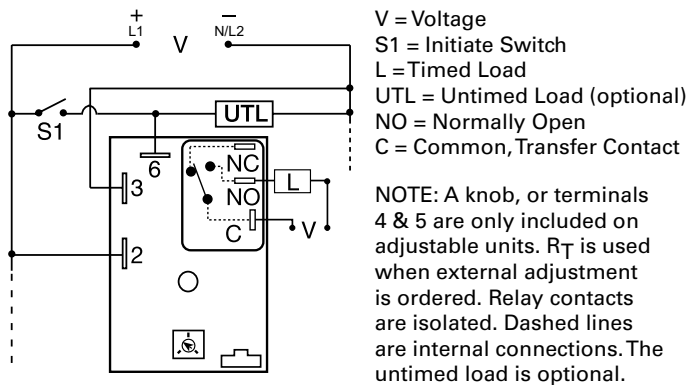 + −
L1 V N/L2
S1
UTL
6
NC
3
NO
L
C
V
2
V = Voltage
S1 = Initiate Switch
L = Timed Load
UTL = Untimed Load (optional)
NO = Normally Open
C = Common, Transfer Contact
NOTE: A knob, or terminals
4 & 5 are only included on
adjustable units. RT is used
when external adjustment
is ordered. Relay contacts
are isolated. Dashed lines
are internal connections. The
untimed load is optional.